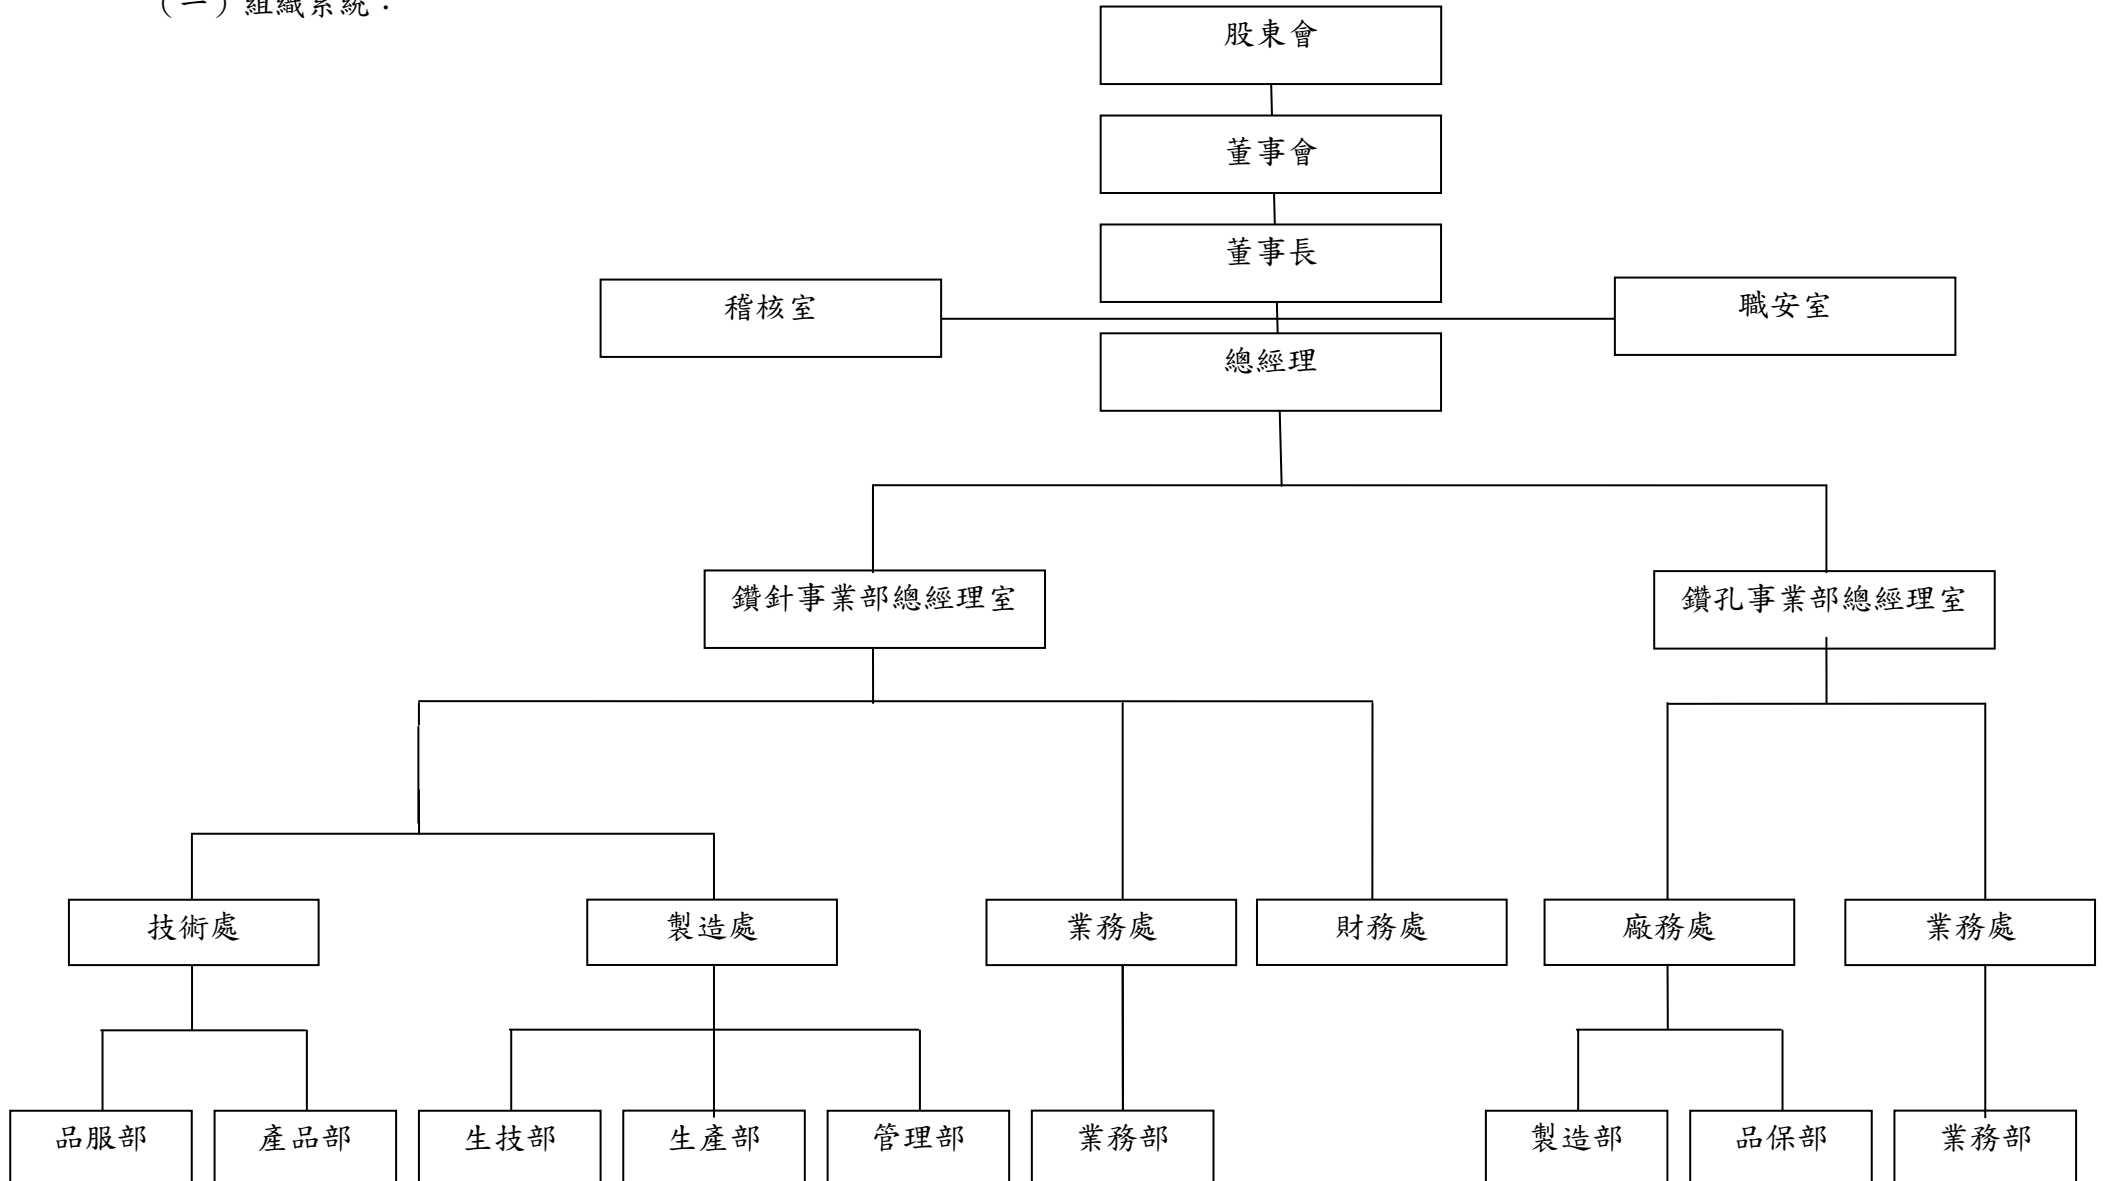 （一）組織系統：
股東會
董事會
董事長
稽核室
職安室
總經理
鑽針事業部總經理室
鑽孔事業部總經理室
技術處
製造處
業務處
財務處
廠務處
業務處
品服部
產品部
生技部
生產部
管理部
業務部
製造部
品保部
業務部